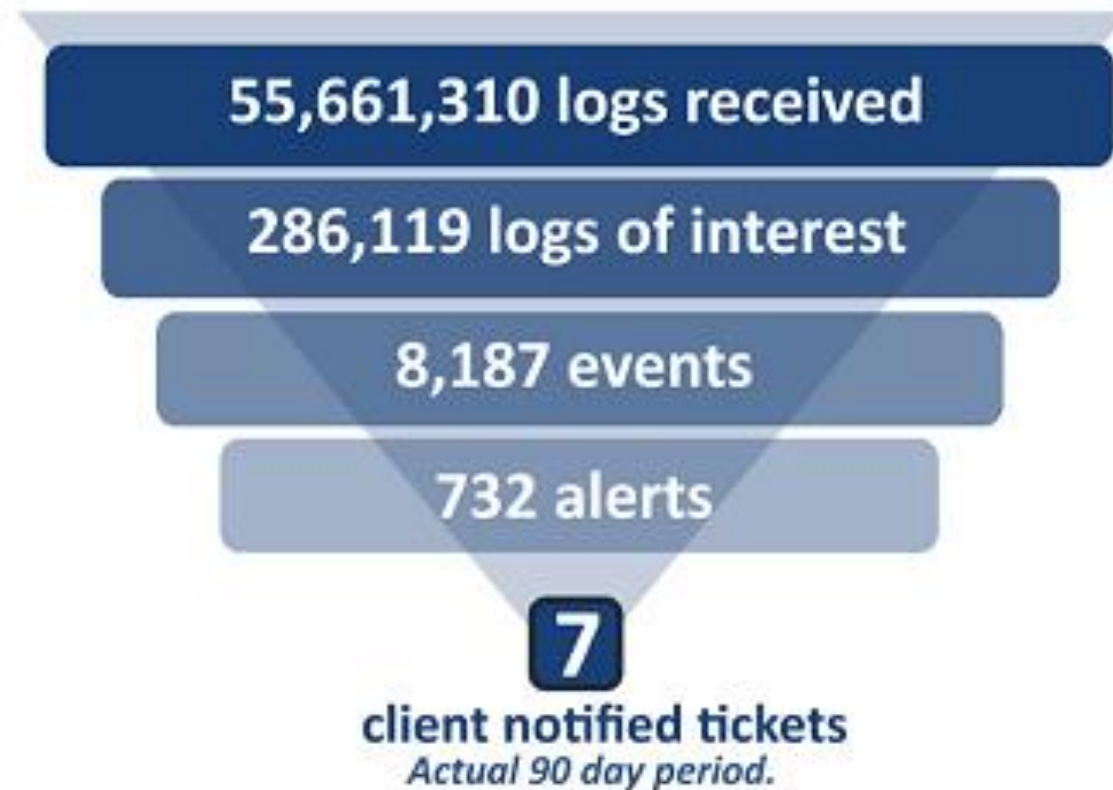 55,661,310 logs received
286,119 logs of interest
8,187 events
732 alerts
7
client notified tickets
Actual 90 day period.